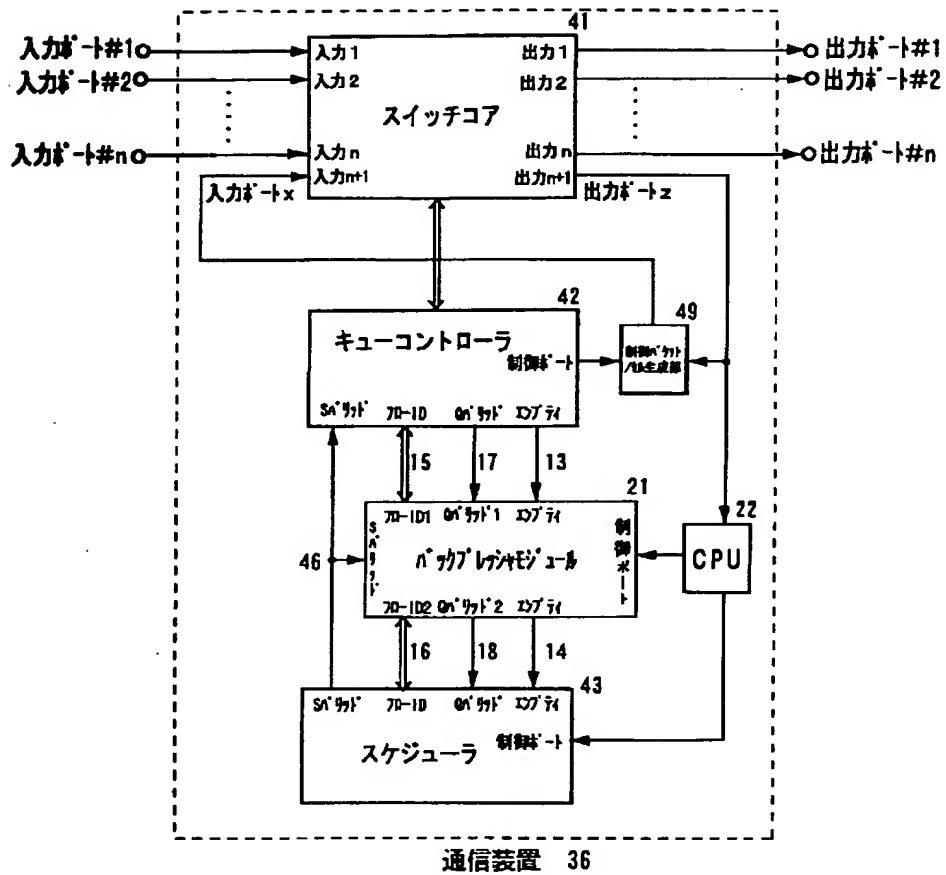 41
入力ポート#1 入力1 出力1 出力ポート#1
入力ポート#2 入力2 出力2 出力ポート#2
スイッチコア
入力ポート#n 入力n 出力n 出力ポート#n
入力n+1 出力n+1
入力ポートx 出力ポートz
42
49
キューコントローラ
制御ポート
制御パケット
/セル生成部
Sバリッド フローID Qバリッド エンプティ
15 17 13
21
22
フローID1 Qバリッド1 エンプティ
Sバリッド
制御ポート
46
バックプレッシャモジュール
CPU
フローID2 Qバリッド2 エンプティ
16 18 14
43
Sバリッド フローID Qバリッド エンプティ
制御ポート
スケジューラ
通信装置 36